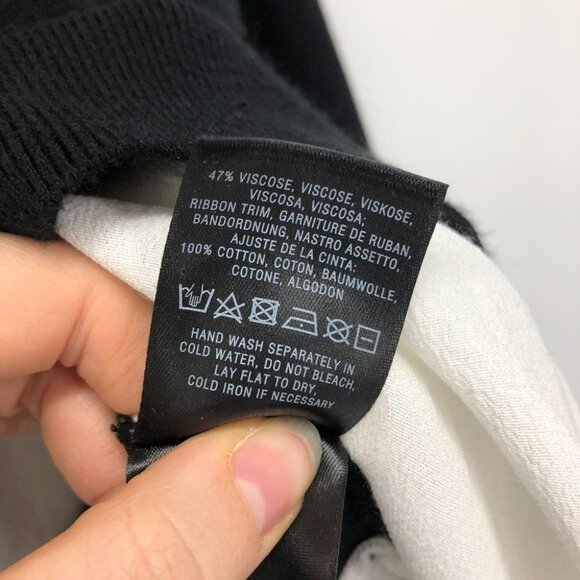 47% VISCOSE, VISCOSE, VISKOSE,
VISCOSA, VISCOSA,
RIBBON TRIM, GARNITURE DE RUBAN,
BANDORDNUNG, NASTRO ASSETTO,
AJUSTE DE LA CINTA:
100% COTTON, COTON, BAUMWOLLE,
COTONE, ALGODON
HAND WASH SEPARATELY IN
COLD WATER, DO NOT BLEACH,
LAY FLAT TO DRY,
COLD IRON IF NECESSARY